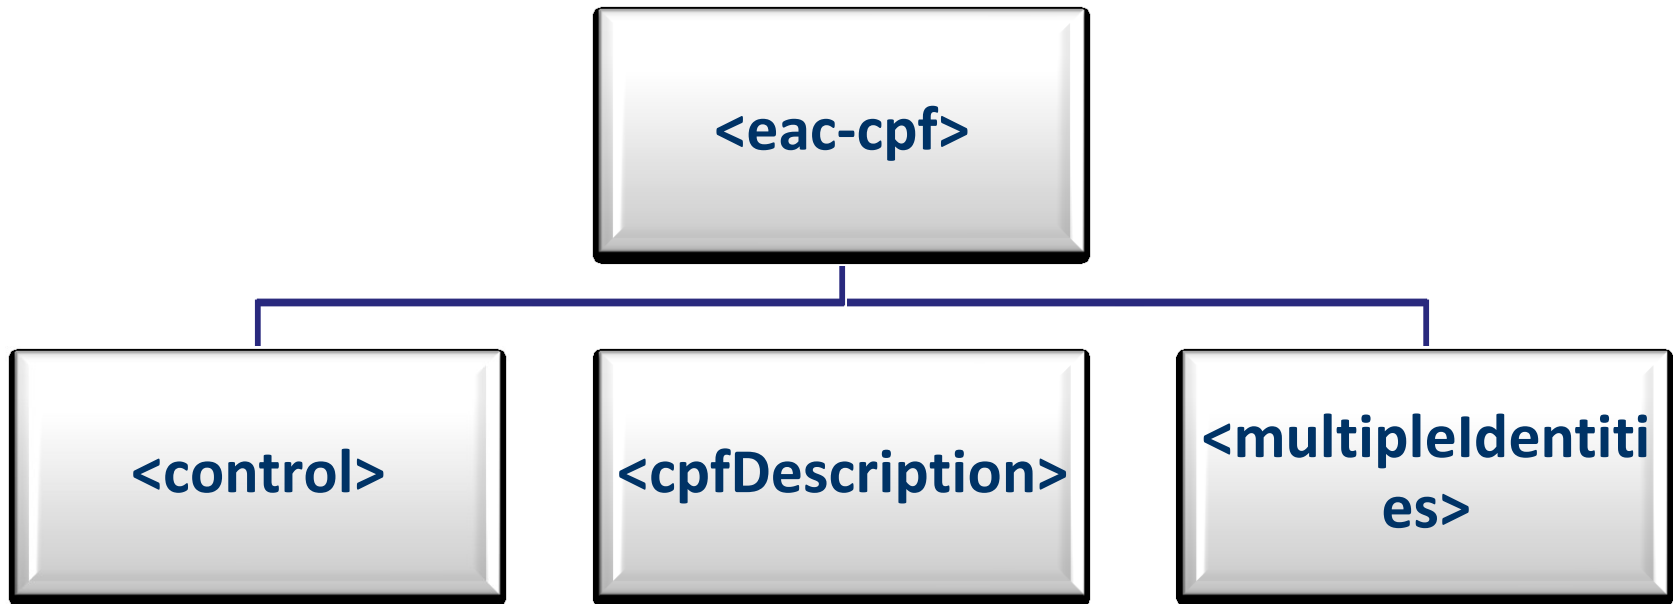 <eac-cpf>
<control>
<cpfDescription>
<multipleIdentiti
es>